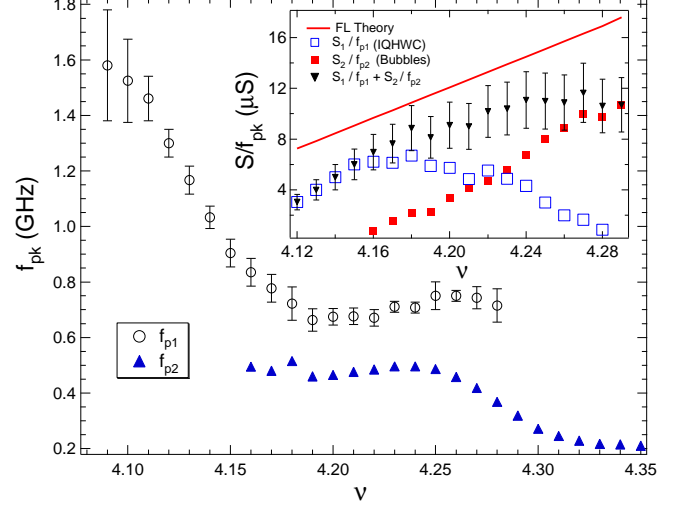 1.8
1.6
1.4
1.2
1.0
0.8
0.6
0.4
0.2
f_pk (GHz)
4.10
4.15
4.20
4.25
4.30
4.35
ν
f_p1
f_p2
16
12
8
4
S/f_pk (μS)
4.12
4.16
4.20
4.24
4.28
ν
FL Theory
S_1 / f_p1 (IQHWC)
S_2 / f_p2 (Bubbles)
S_1 / f_p1 + S_2 / f_p2